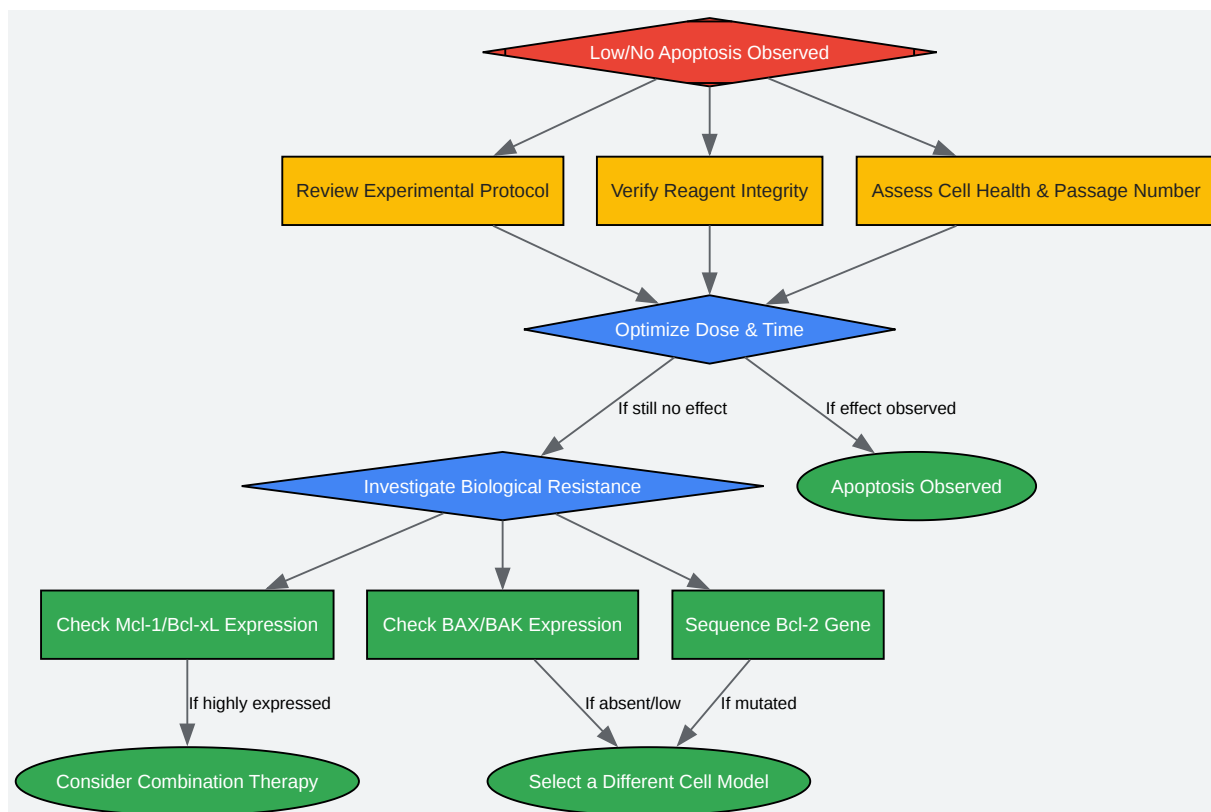 Low/No Apoptosis Observed
Review Experimental Protocol
Verify Reagent Integrity
Assess Cell Health & Passage Number
Optimize Dose & Time
If still no effect
If effect observed
Investigate Biological Resistance
Apoptosis Observed
Check Mcl-1/Bcl-xL Expression
Check BAX/BAK Expression
Sequence Bcl-2 Gene
If highly expressed
If absent/low
If mutated
Consider Combination Therapy
Select a Different Cell Model